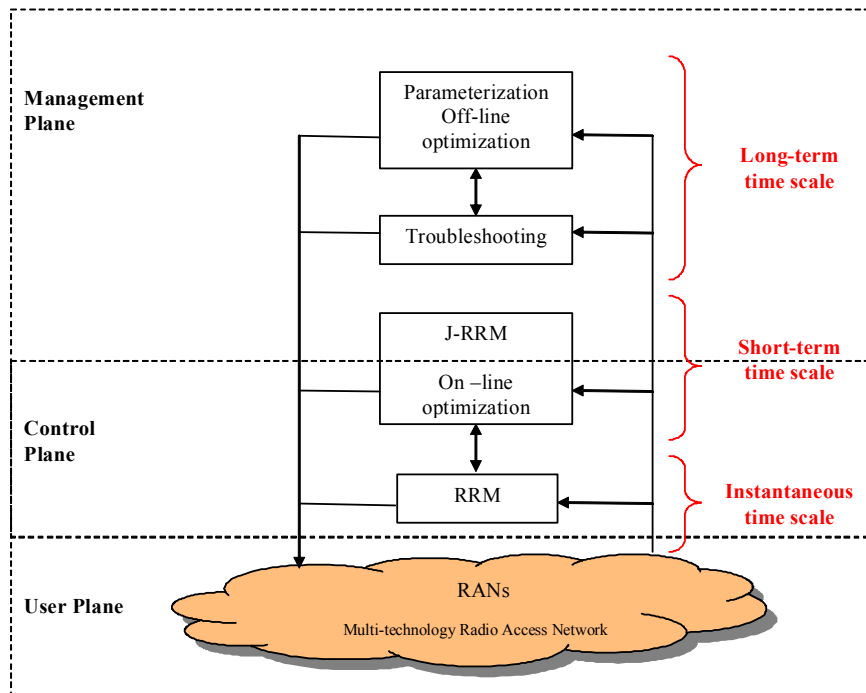 Management
Plane
Parameterization
Off-line
optimization
Long-term
time scale
Troubleshooting
J-RRM
Short-term
time scale
On –line
optimization
Control
Plane
RRM
Instantaneous
time scale
User Plane
RANs
Multi-technology Radio Access Network